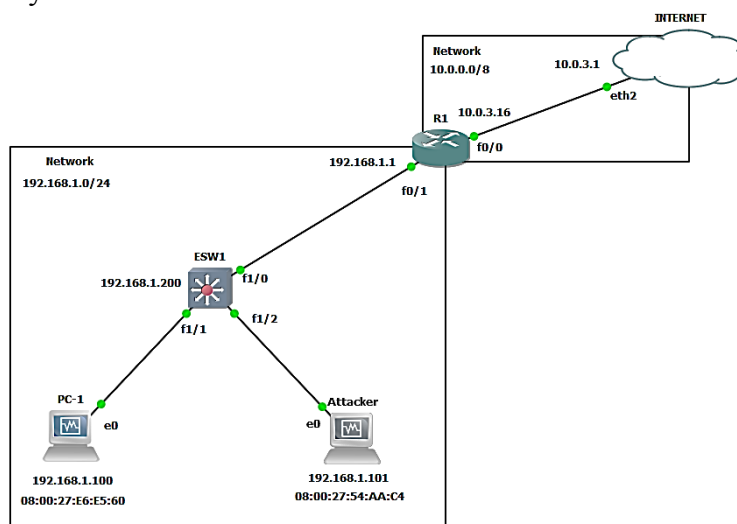 INTERNET
Network
10.0.0.0/8
10.0.3.1
eth2
10.0.3.16
R1
f0/0
Network
192.168.1.0/24
192.168.1.1
f0/1
ESW1
192.168.1.200
f1/0
f1/1
f1/2
PC-1
e0
Attacker
e0
192.168.1.100
08:00:27:E6:E5:60
192.168.1.101
08:00:27:54:AA:C4